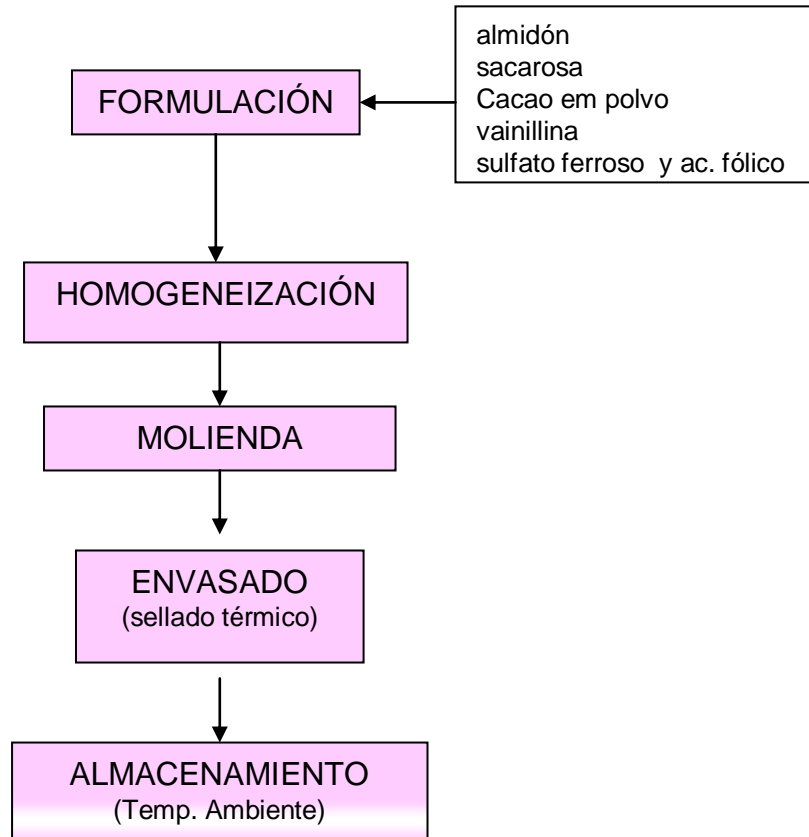 almidón
sacarosa
Cacao em polvo
vainillina
sulfato ferroso y ac. fólico
FORMULACIÓN
HOMOGENEIZACIÓN
MOLIENDA
ENVASADO
(sellado térmico)
ALMACENAMIENTO
(Temp. Ambiente)